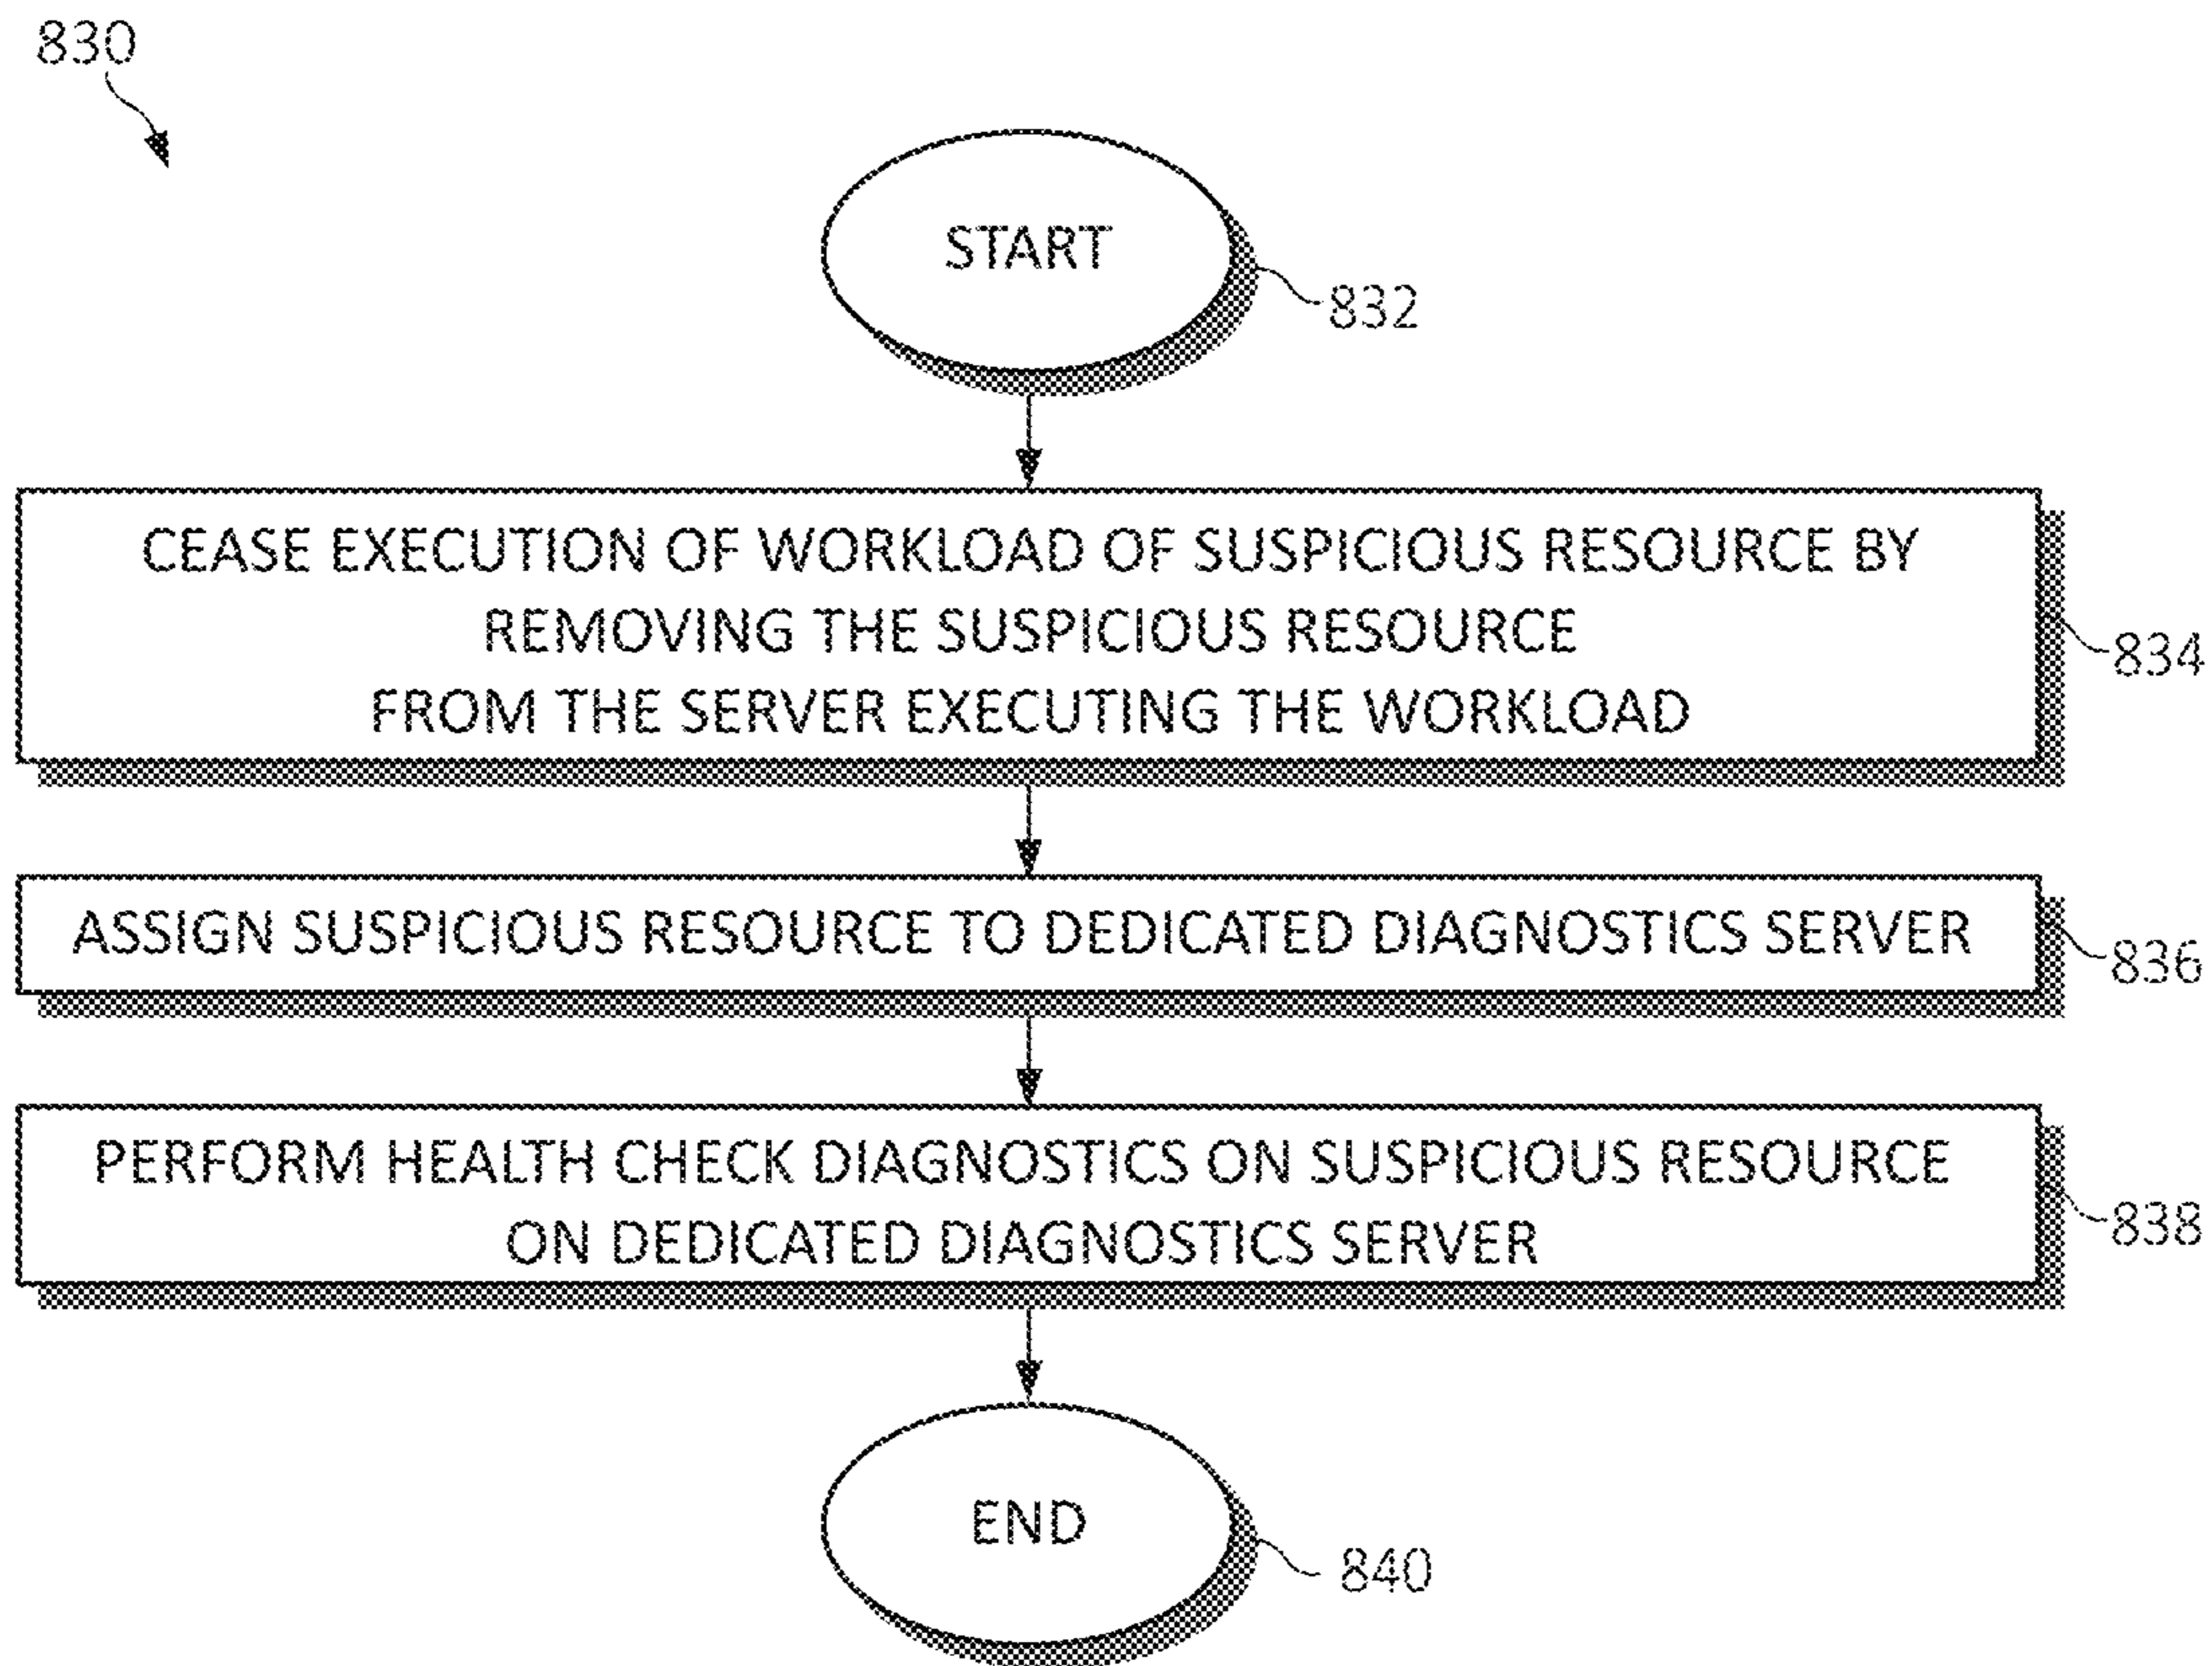 830
START
832
CEASE EXECUTION OF WORKLOAD OF SUSPICIOUS RESOURCE BY
REMOVING THE SUSPICIOUS RESOURCE
FROM THE SERVER EXECUTING THE WORKLOAD
834
ASSIGN SUSPICIOUS RESOURCE TO DEDICATED DIAGNOSTICS SERVER
836
PERFORM HEALTH CHECK DIAGNOSTICS ON SUSPICIOUS RESOURCE
ON DEDICATED DIAGNOSTICS SERVER
838
END
840